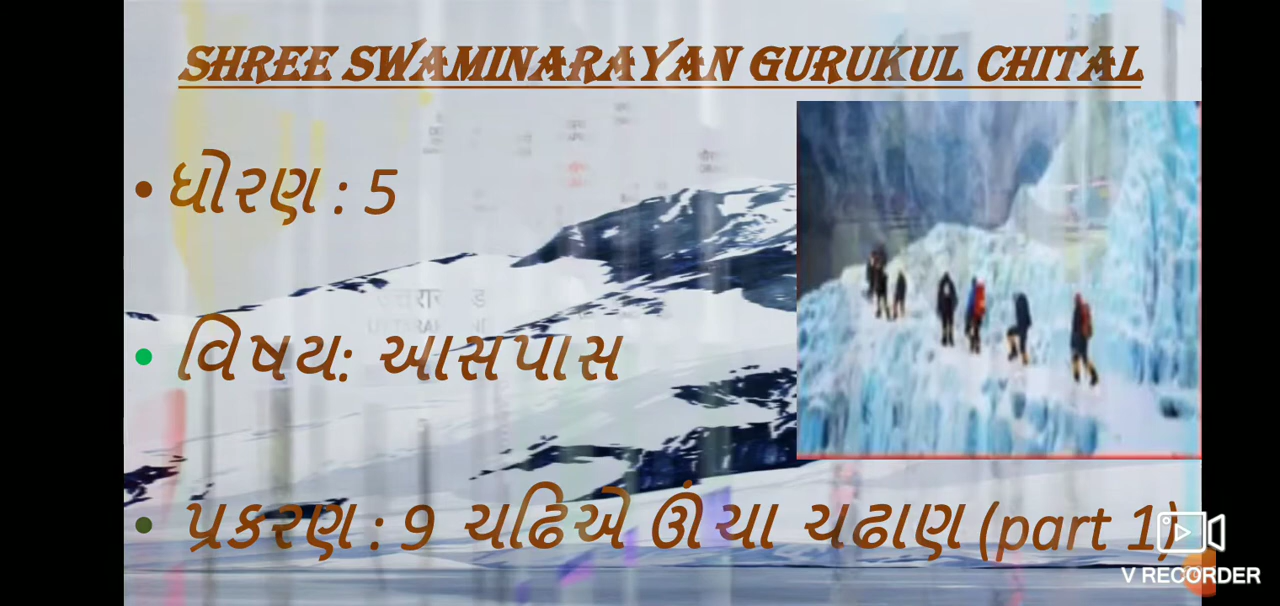 SHREE SWAMINARAYAN GURUKUL CHITAL
• ધોરણ : 5
• વિષય: આસપાસ
• પ્રકરણ : 9 ચઢિએ ઊંચા ચઢાણ (part 1)
V RECORDER